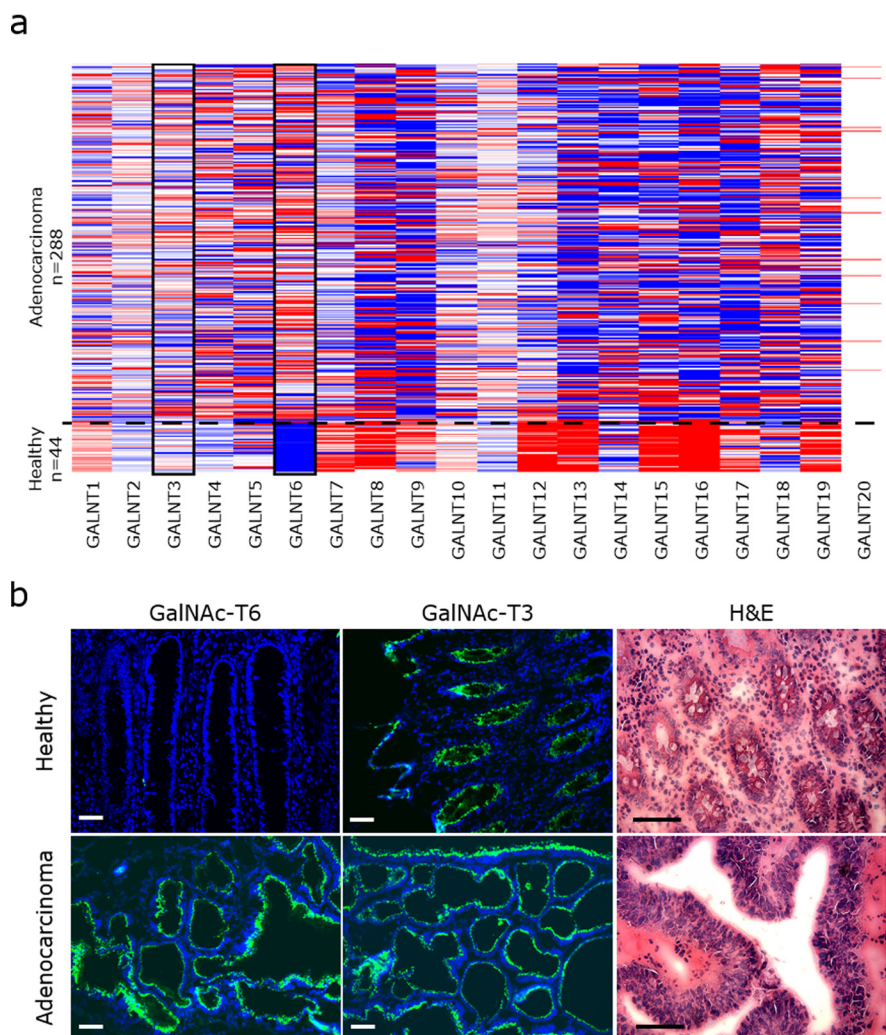 a
Adenocarcinoma
n=288
Healthy
n=44
GALNT1
GALNT2
GALNT3
GALNT4
GALNT5
GALNT6
GALNT7
GALNT8
GALNT9
GALNT10
GALNT11
GALNT12
GALNT13
GALNT14
GALNT15
GALNT16
GALNT17
GALNT18
GALNT19
GALNT20
b
GalNAc-T6
GalNAc-T3
H&E
Healthy
Adenocarcinoma